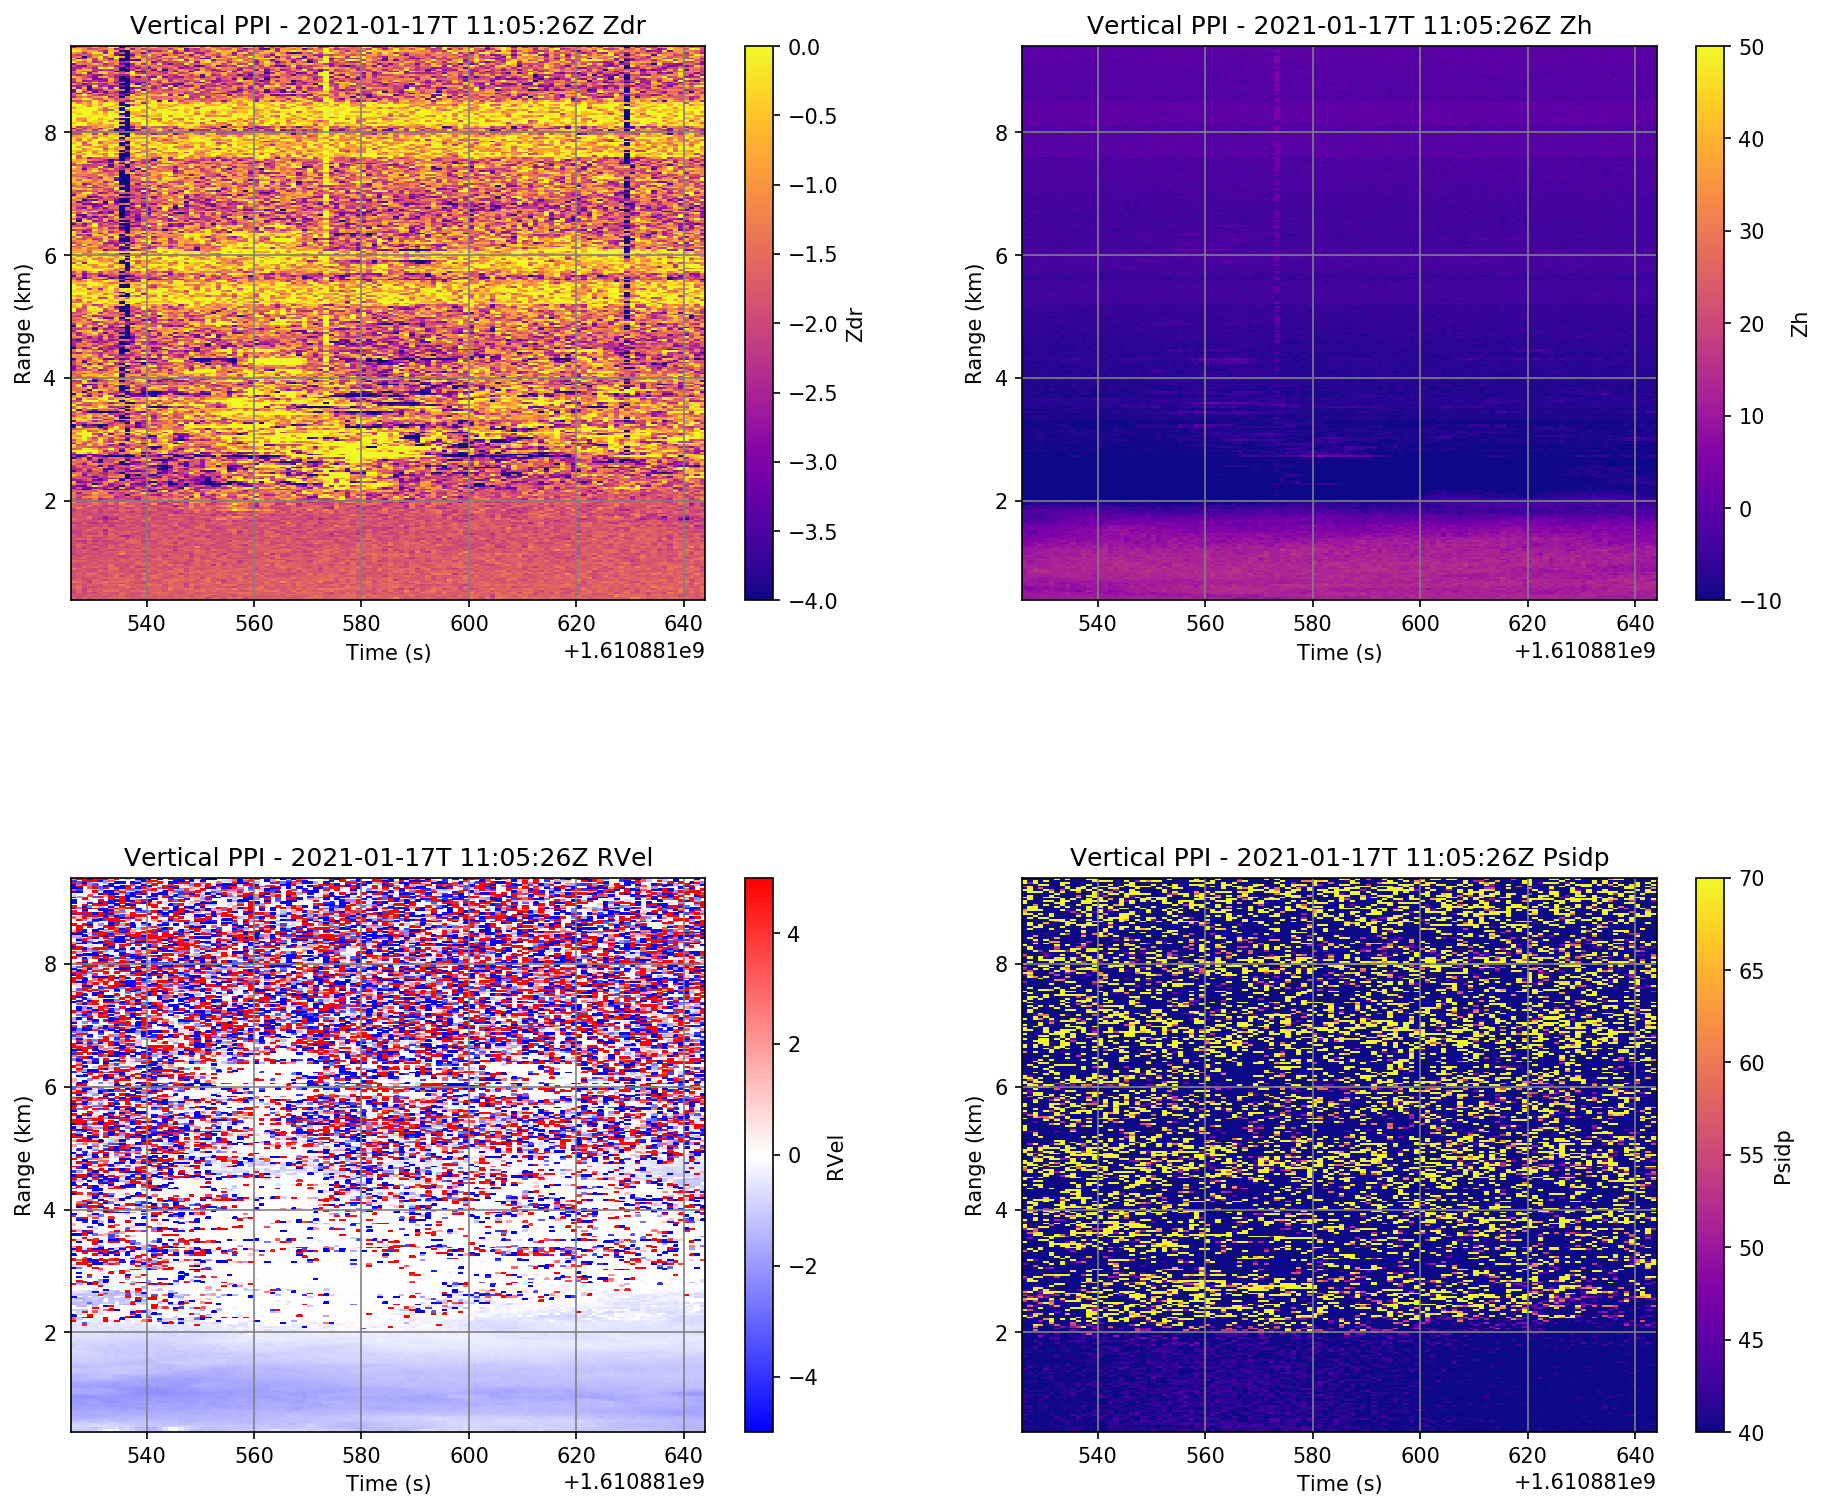 Vertical PPI - 2021-01-17T 11:05:26Z Zdr
Range (km)
8
6
4
2
540 560 580 600 620 640
Time (s)
+1.610881e9
0.0
−0.5
−1.0
−1.5
−2.0
−2.5
−3.0
−3.5
−4.0
Zdr
Vertical PPI - 2021-01-17T 11:05:26Z Zh
Range (km)
8
6
4
2
540 560 580 600 620 640
Time (s)
+1.610881e9
50
40
30
20
10
0
−10
Zh
Vertical PPI - 2021-01-17T 11:05:26Z RVel
Range (km)
8
6
4
2
540 560 580 600 620 640
Time (s)
+1.610881e9
4
2
0
−2
−4
RVel
Vertical PPI - 2021-01-17T 11:05:26Z Psidp
Range (km)
8
6
4
2
540 560 580 600 620 640
Time (s)
+1.610881e9
70
65
60
55
50
45
40
Psidp